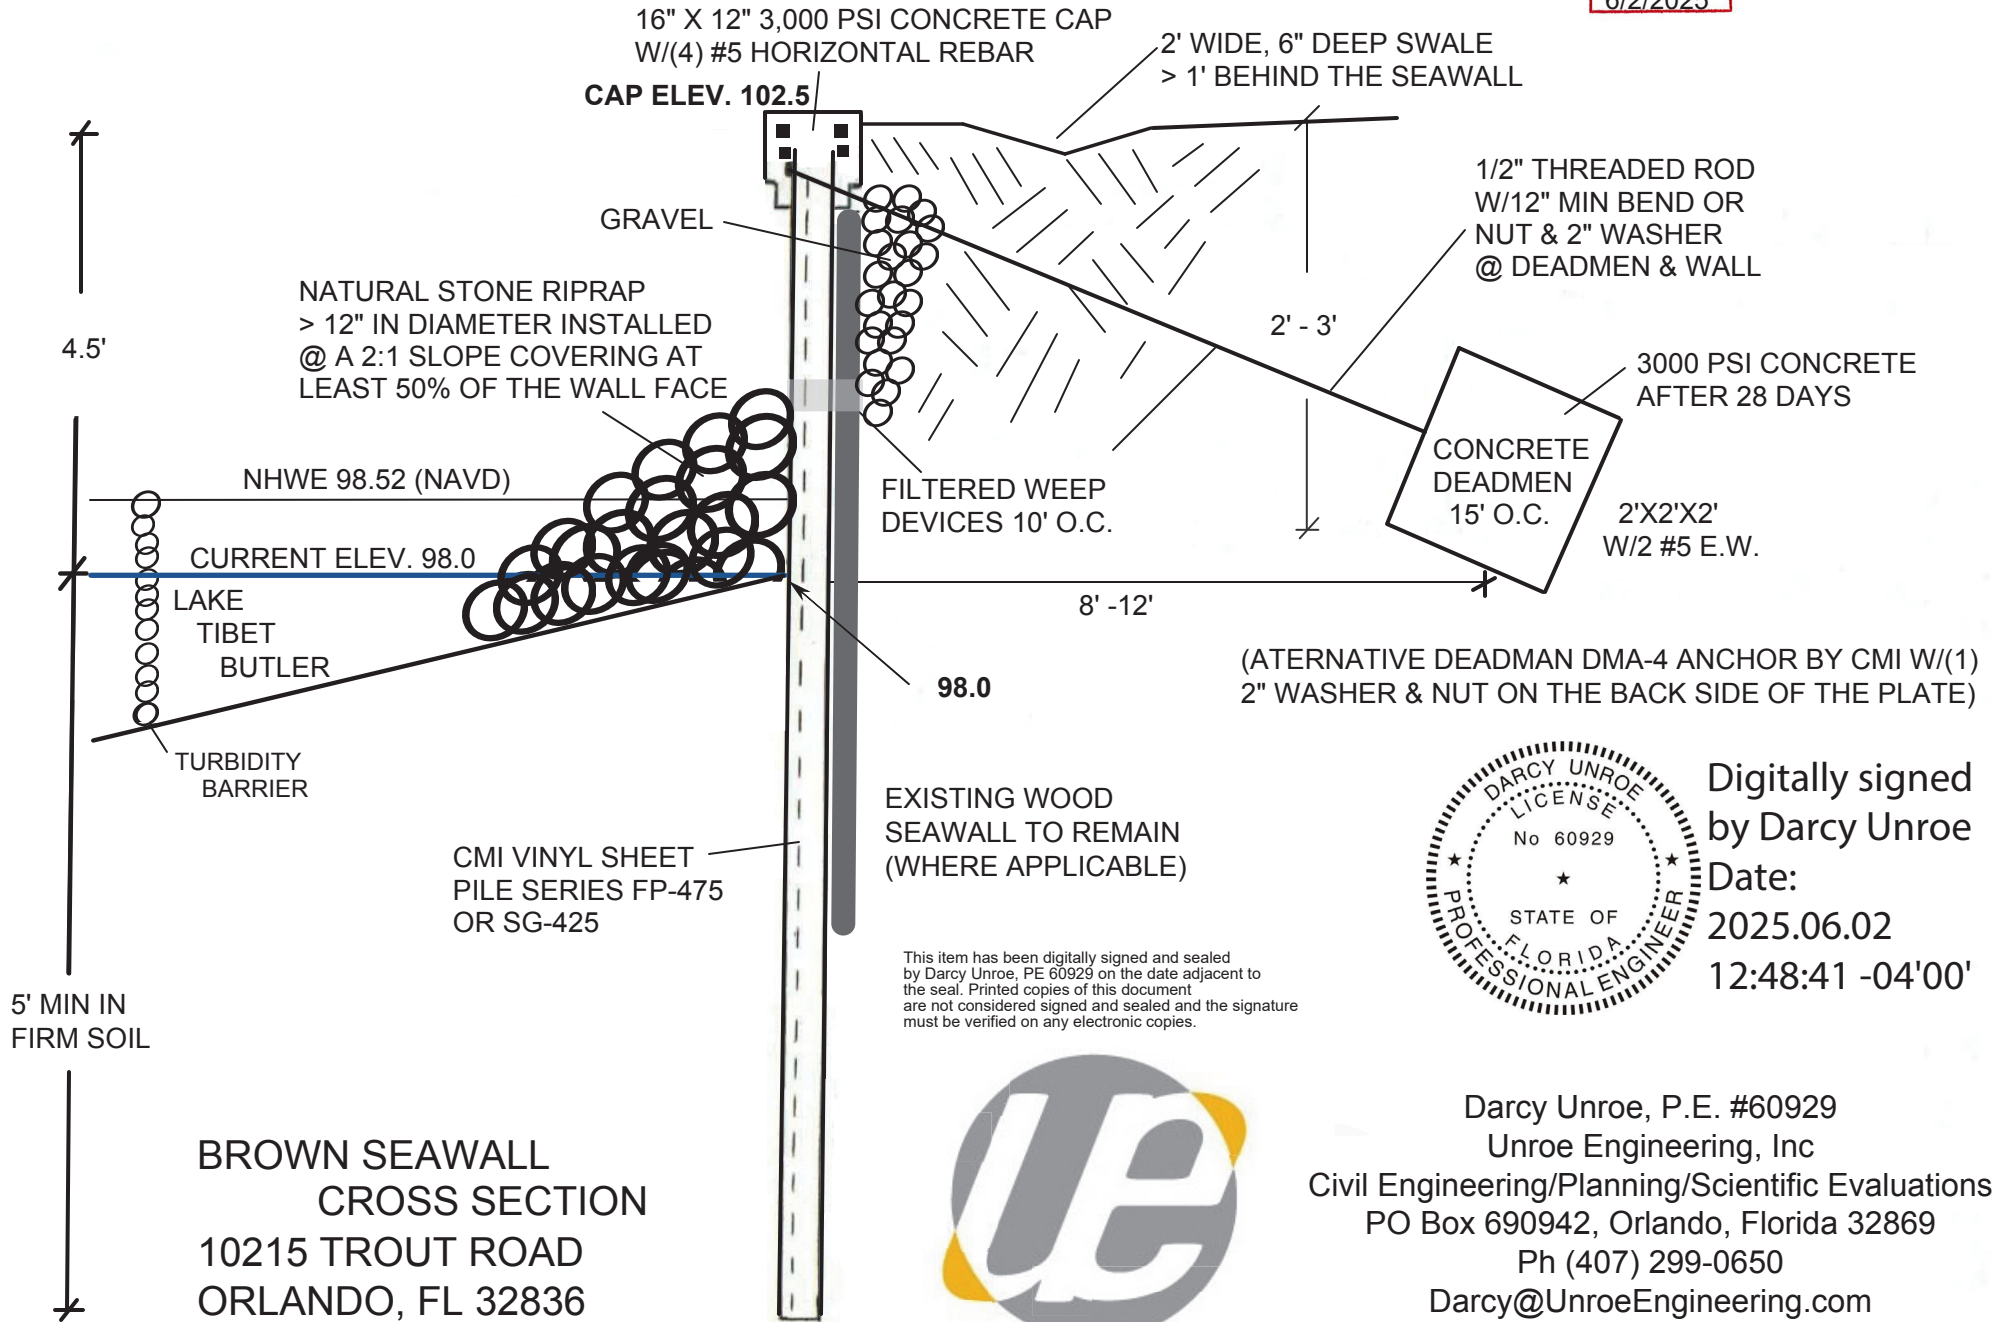 6/2/2025
16" X 12" 3,000 PSI CONCRETE CAP
W/(4) #5 HORIZONTAL REBAR
CAP ELEV. 102.5
2' WIDE, 6" DEEP SWALE
> 1' BEHIND THE SEAWALL
1/2" THREADED ROD
W/12" MIN BEND OR
NUT & 2" WASHER
@ DEADMEN & WALL
GRAVEL
NATURAL STONE RIPRAP
> 12" IN DIAMETER INSTALLED
@ A 2:1 SLOPE COVERING AT
LEAST 50% OF THE WALL FACE
4.5'
2' - 3'
3000 PSI CONCRETE
AFTER 28 DAYS
CONCRETE
DEADMEN
15' O.C.
2'X2'X2'
W/2 #5 E.W.
NHWE 98.52 (NAVD)
FILTERED WEEP
DEVICES 10' O.C.
CURRENT ELEV. 98.0
LAKE
TIBET
BUTLER
8' -12'
98.0
(ATERNATIVE DEADMAN DMA-4 ANCHOR BY CMI W/(1)
2" WASHER & NUT ON THE BACK SIDE OF THE PLATE)
TURBIDITY
BARRIER
EXISTING WOOD
SEAWALL TO REMAIN
(WHERE APPLICABLE)
CMI VINYL SHEET
PILE SERIES FP-475
OR SG-425
DARCY UNROE
LICENSE
No 60929
STATE OF
FLORIDA
PROFESSIONAL ENGINEER
Digitally signed
by Darcy Unroe
Date:
2025.06.02
12:48:41 -04'00'
This item has been digitally signed and sealed
by Darcy Unroe, PE 60929 on the date adjacent to
the seal. Printed copies of this document
are not considered signed and sealed and the signature
must be verified on any electronic copies.
5' MIN IN
FIRM SOIL
ue
BROWN SEAWALL
CROSS SECTION
10215 TROUT ROAD
ORLANDO, FL 32836
Darcy Unroe, P.E. #60929
Unroe Engineering, Inc
Civil Engineering/Planning/Scientific Evaluations
PO Box 690942, Orlando, Florida 32869
Ph (407) 299-0650
Darcy@UnroeEngineering.com